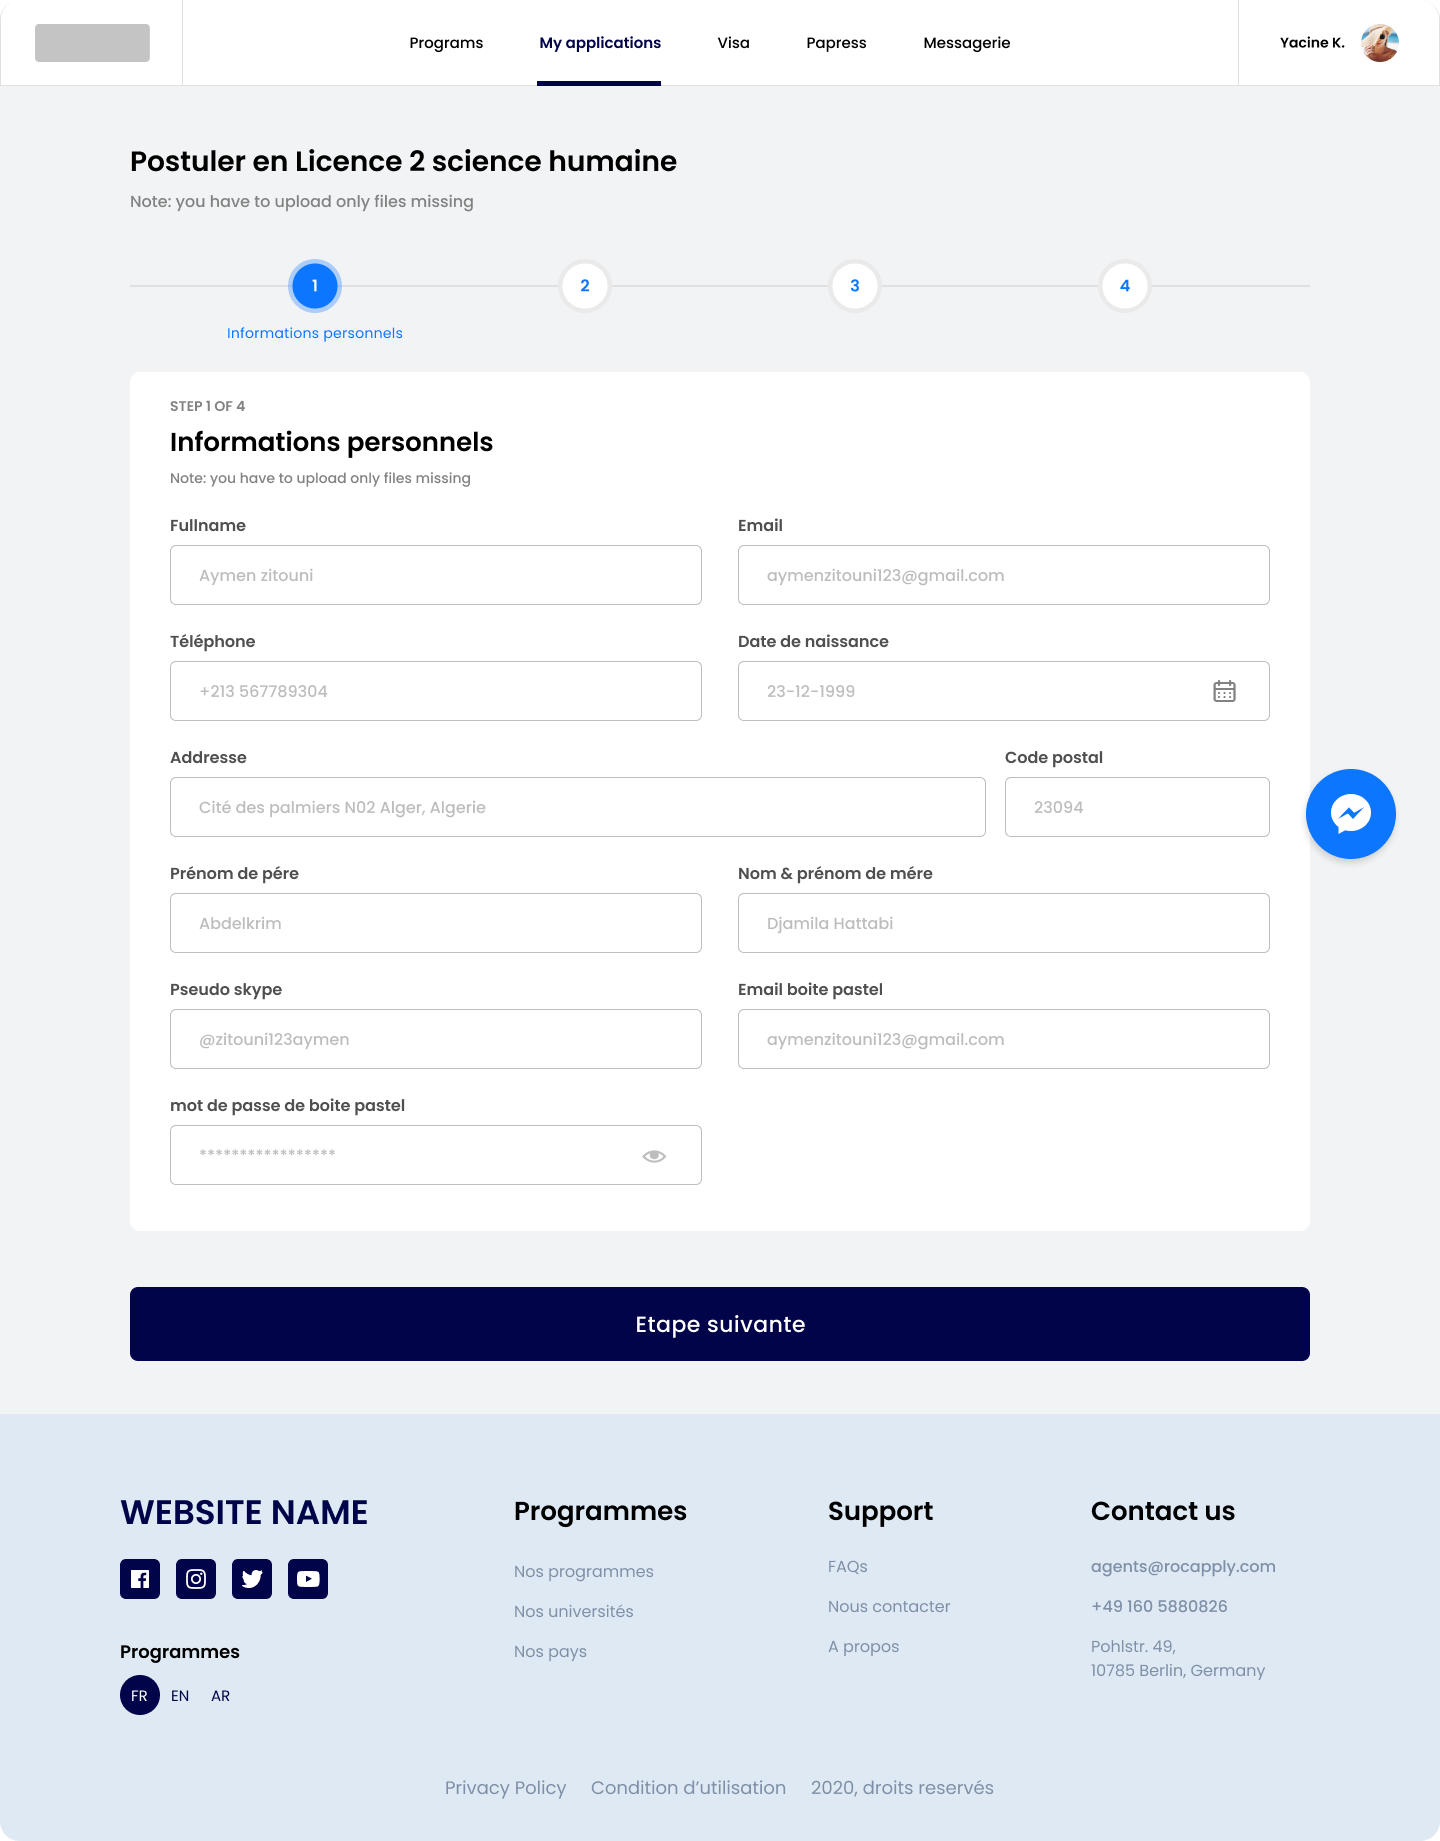 Programs
My applications
Visa
Papress
Messagerie
Yacine K.
Postuler en Licence 2 science humaine
Note: you have to upload only files missing
1
2
3
4
Informations personnels
STEP 1 OF 4
Informations personnels
Note: you have to upload only files missing
Fullname
Email
Aymen zitouni
aymenzitouni123@gmail.com
Téléphone
Date de naissance
+213 567789304
23-12-1999
Addresse
Code postal
Cité des palmiers N02 Alger, Algerie
23094
Prénom de pére
Nom & prénom de mére
Abdelkrim
Djamila Hattabi
Pseudo skype
Email boite pastel
@zitouni123aymen
aymenzitouni123@gmail.com
mot de passe de boite pastel
*****************
Etape suivante
WEBSITE NAME
Programmes
FR
EN
AR
Programmes
Nos programmes
Nos universités
Nos pays
Support
FAQs
Nous contacter
A propos
Contact us
agents@rocapply.com
+49 160 5880826
Pohlstr. 49,
10785 Berlin, Germany
Privacy Policy
Condition d’utilisation
2020, droits reservés